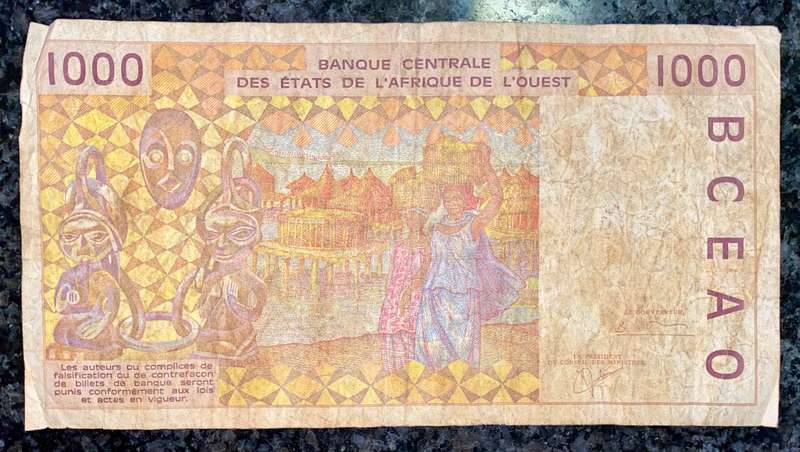 1000
BANQUE CENTRALE
DES ÉTATS DE L'AFRIQUE DE L'OUEST
1000
BCEAO
LE GOUVERNEUR,
LE PRÉSIDENT
DU CONSEIL DES MINISTRES,
Les auteurs ou complices de
falsification ou de contrefaçon
de billets de banque seront
punis conformément aux lois
et actes en vigueur.